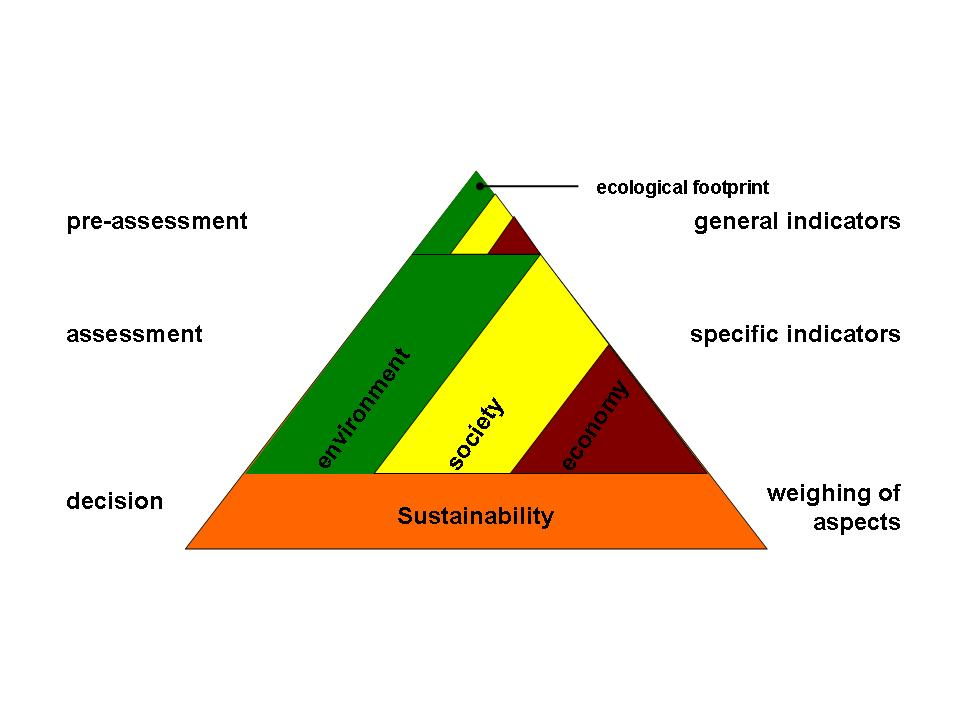 ecological footprint
pre-assessment
general indicators
assessment
specific indicators
environment
society
economy
decision
weighing of
aspects
Sustainability